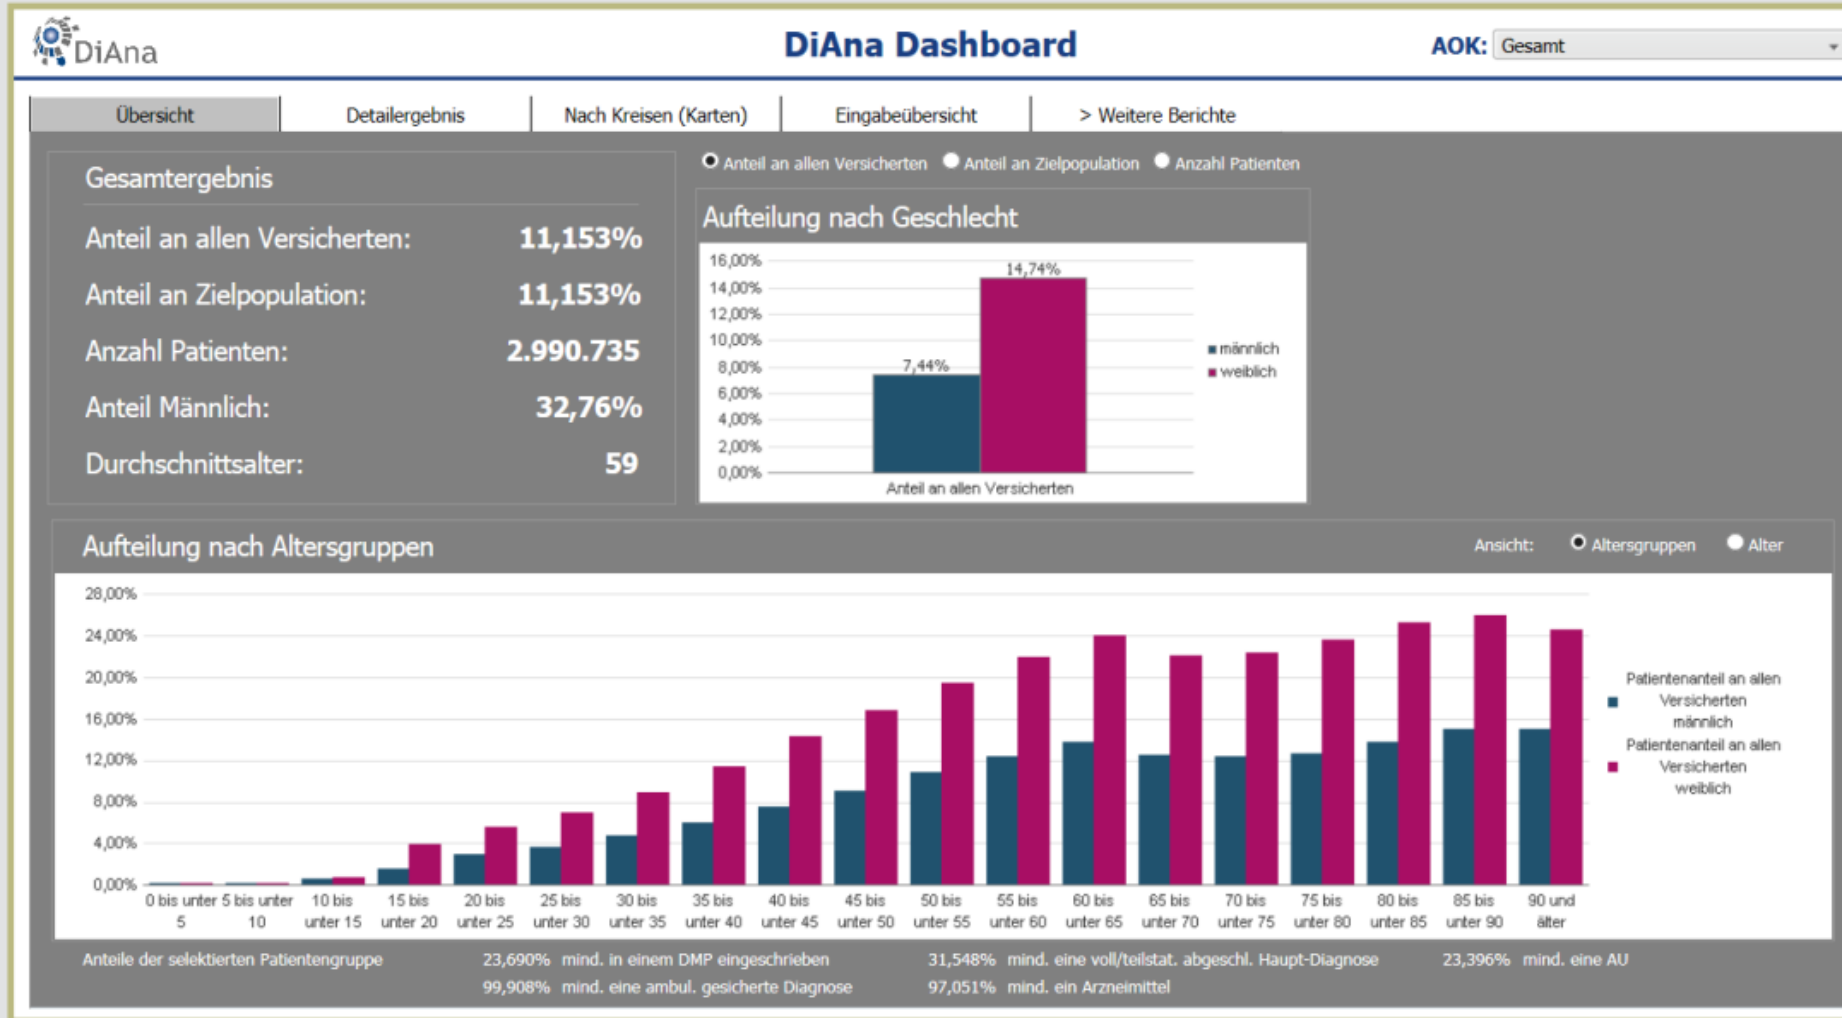 DiAna
DiAna Dashboard
AOK: Gesamt
Übersicht
Detailergebnis
Nach Kreisen (Karten)
Eingabeübersicht
> Weitere Berichte
Gesamtergebnis
Anteil an allen Versicherten: 11,153%
Anteil an Zielpopulation: 11,153%
Anzahl Patienten: 2.990.735
Anteil Männlich: 32,76%
Durchschnittsalter: 59
Anteil an allen Versicherten Anteil an Zielpopulation Anzahl Patienten
Aufteilung nach Geschlecht
16,00%
14,00%
12,00%
10,00%
8,00%
6,00%
4,00%
2,00%
0,00%
7,44%
14,74%
Anteil an allen Versicherten
männlich
weiblich
Aufteilung nach Altersgruppen
Ansicht: Altersgruppen Alter
28,00%
24,00%
20,00%
16,00%
12,00%
8,00%
4,00%
0,00%
0 bis unter
5
5 bis unter
10
10 bis
unter 15
15 bis
unter 20
20 bis
unter 25
25 bis
unter 30
30 bis
unter 35
35 bis
unter 40
40 bis
unter 45
45 bis
unter 50
50 bis
unter 55
55 bis
unter 60
60 bis
unter 65
65 bis
unter 70
70 bis
unter 75
75 bis
unter 80
80 bis
unter 85
85 bis
unter 90
90 und
älter
Patientenanteil an allen
Versicherten
männlich
Patientenanteil an allen
Versicherten
weiblich
Anteile der selektierten Patientengruppe
23,690% mind. in einem DMP eingeschrieben
31,548% mind. eine voll/teilstat. abgeschl. Haupt-Diagnose
23,396% mind. eine AU
99,908% mind. eine ambul. gesicherte Diagnose
97,051% mind. ein Arzneimittel